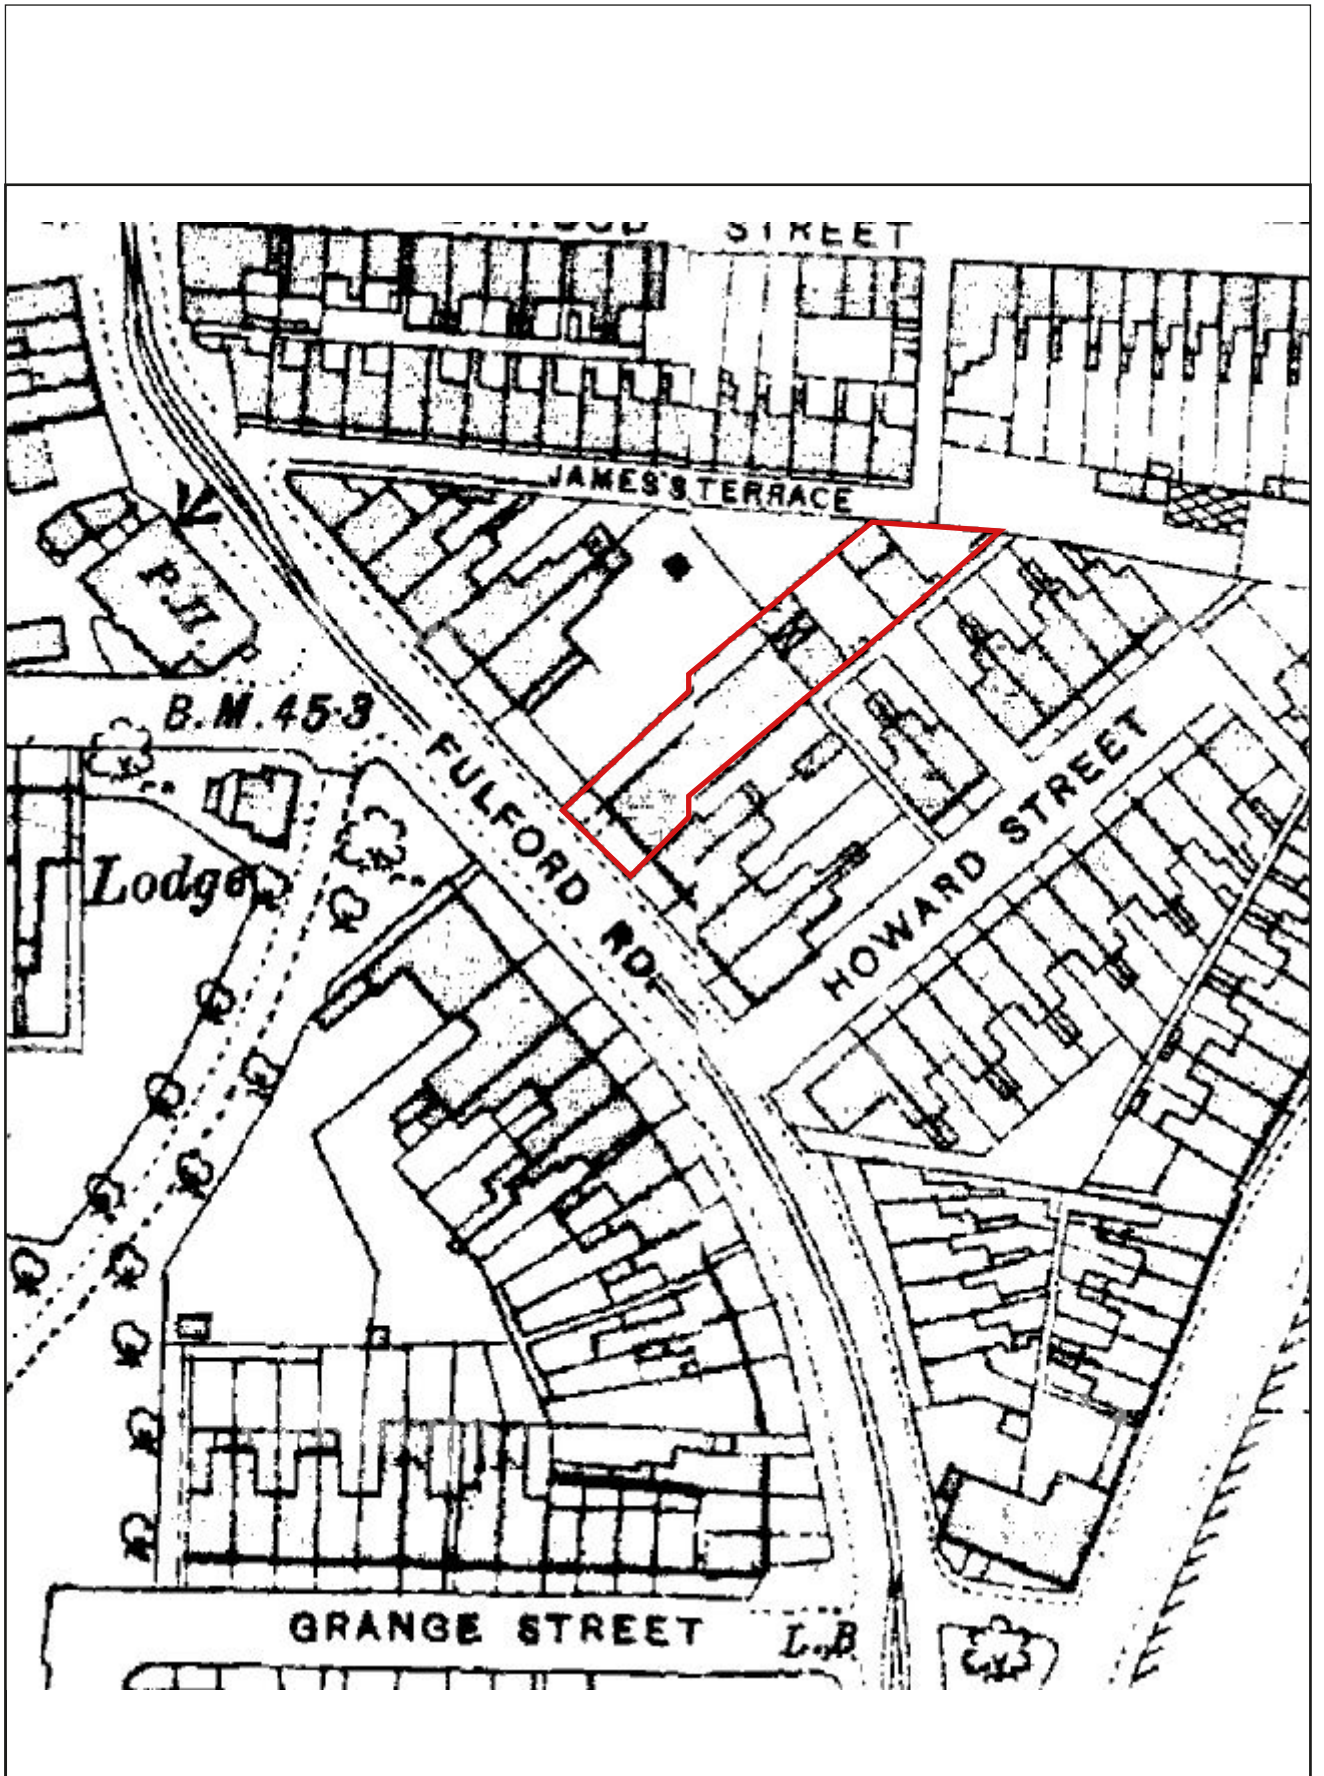 STREET
JAMES'S TERRACE
P.H.
B.M. 45·3
FULFORD RD.
HOWARD STREET
Lodge
GRANGE STREET
L.B